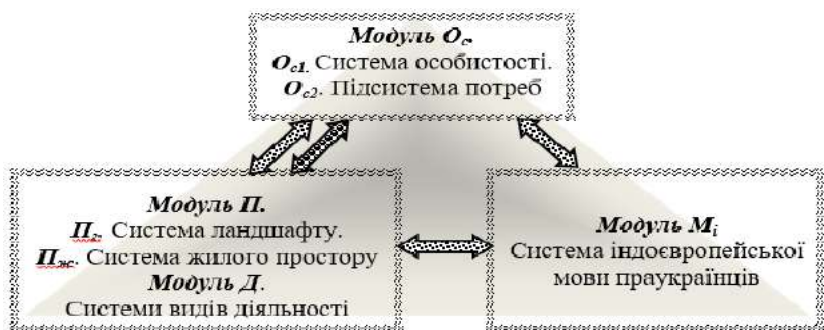 Модуль Ос.
Ос1. Система особистості.
Ос2. Підсистема потреб
Модуль П.
Пг. Система ландшафту.
Пжс. Система жилого простору
Модуль Д.
Системи видів діяльності
Модуль Мі
Система індоєвропейської
мови праукраїнців